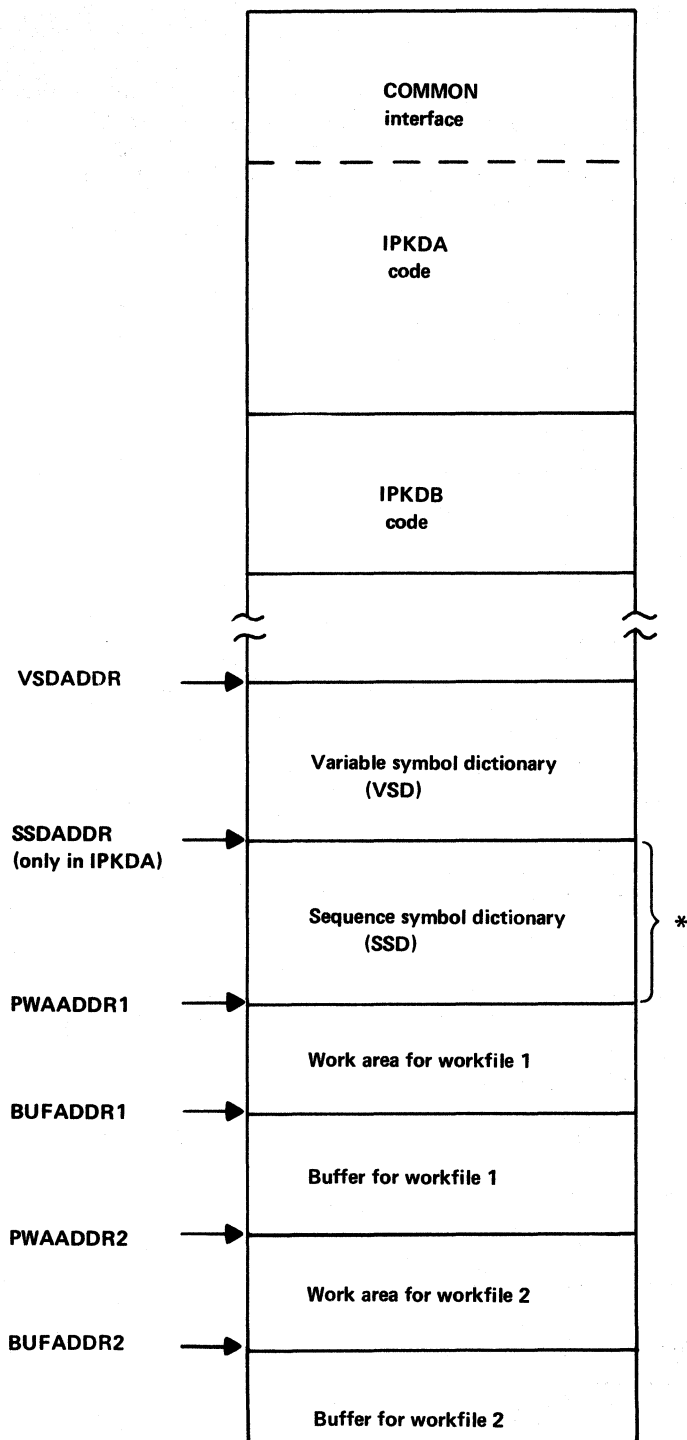 COMMON
interface
IPKDA
code
IPKDB
code
VSDADDR
Variable symbol dictionary
(VSD)
SSDADDR
(only in IPKDA)
Sequence symbol dictionary
(SSD)
*
PWAADDR1
Work area for workfile 1
BUFADDR1
Buffer for workfile 1
PWAADDR2
Work area for workfile 2
BUFADDR2
Buffer for workfile 2